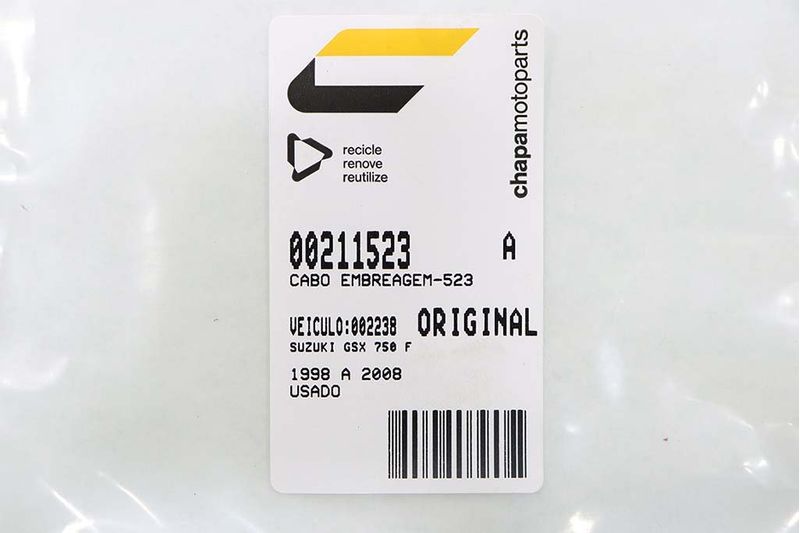 chapamotoparts
recicle
renove
reutilize
00211523 A
CABO EMBREAGEM-523
VEICULO:002238 ORIGINAL
SUZUKI GSX 750 F
1998 A 2008
USADO